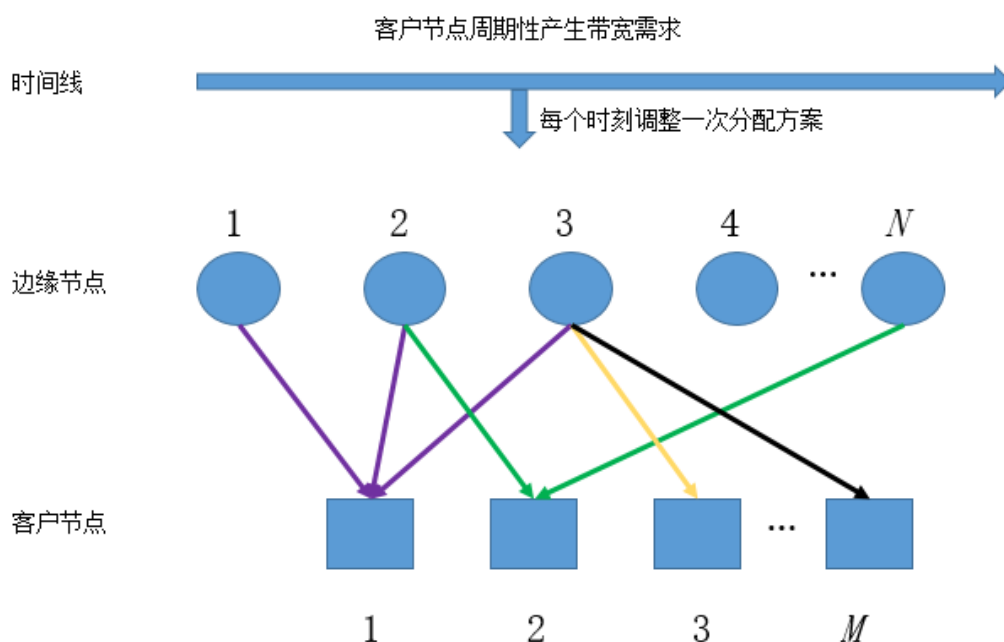 客户节点周期性产生带宽需求
时间线
每个时刻调整一次分配方案
1 2 3 4 N
边缘节点 ...
客户节点 ...
1 2 3 M